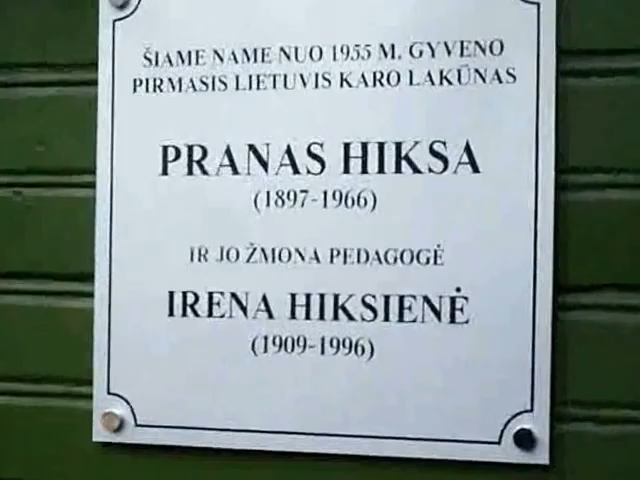 ŠIAME NAME NUO 1955 M. GYVENO
PIRMASIS LIETUVIS KARO LAKŪNAS
PRANAS HIKSA
(1897-1966)
IR JO ŽMONA PEDAGOGĖ
IRENA HIKSIENĖ
(1909-1996)